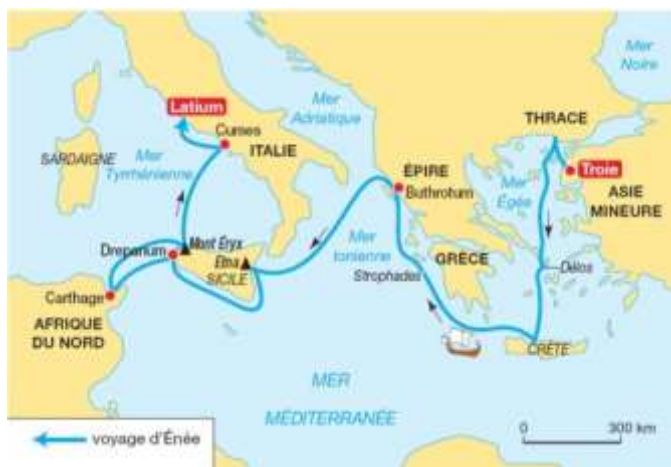 Mer
Noire
Latium
Mer
Adriatique
THRACE
Cumes
ITALIE
SARDAIGNE
Mer
Tyrrhénienne
ÉPIRE
Buthrotum
Troie
Mer
Égée
ASIE
MINEURE
Drepanum
Mont Éryx
Etna
SICILE
Mer
Ionienne
GRÈCE
Strophades
Délos
Carthage
AFRIQUE
DU NORD
CRÈTE
MER
MÉDITERRANÉE
voyage d'Énée
0 300 km